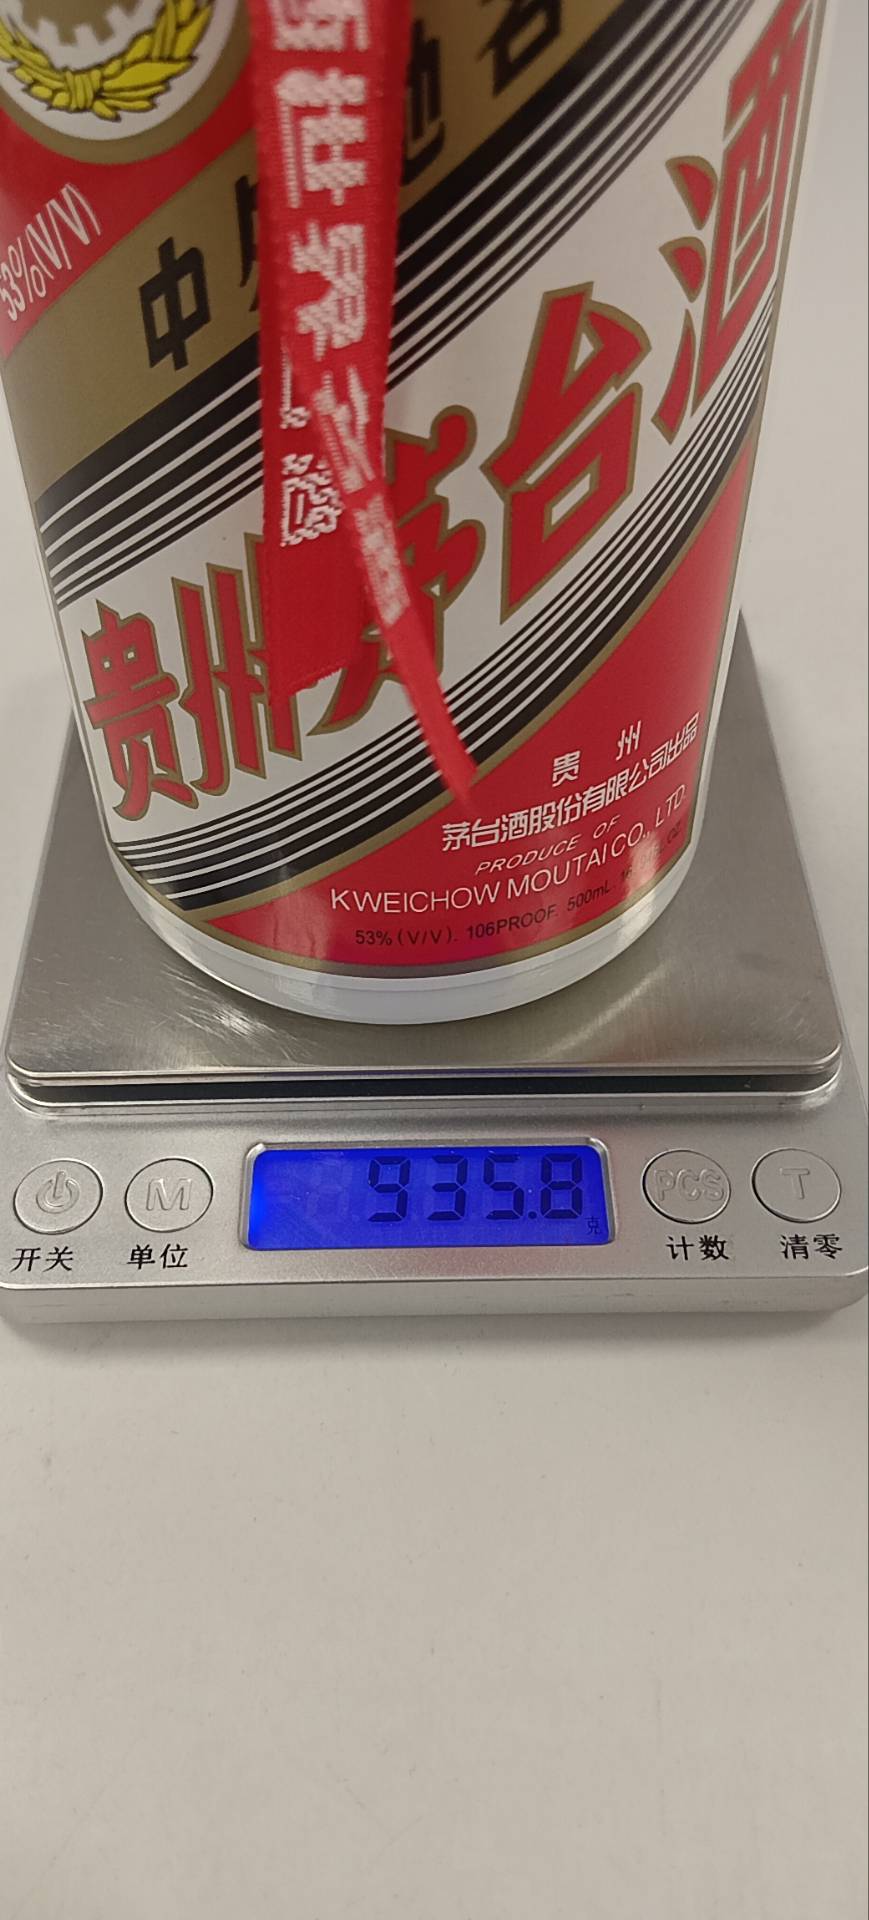 53%(V/V)
中
贵州茅台酒
贵 州
茅台酒股份有限公司出品
PRODUCE OF
KWEICHOW MOUTAI CO., LTD.
53% (V/V). 106PROOF. 500mL.
935.8
克
M
PCS
T
开关
单位
计数
清零